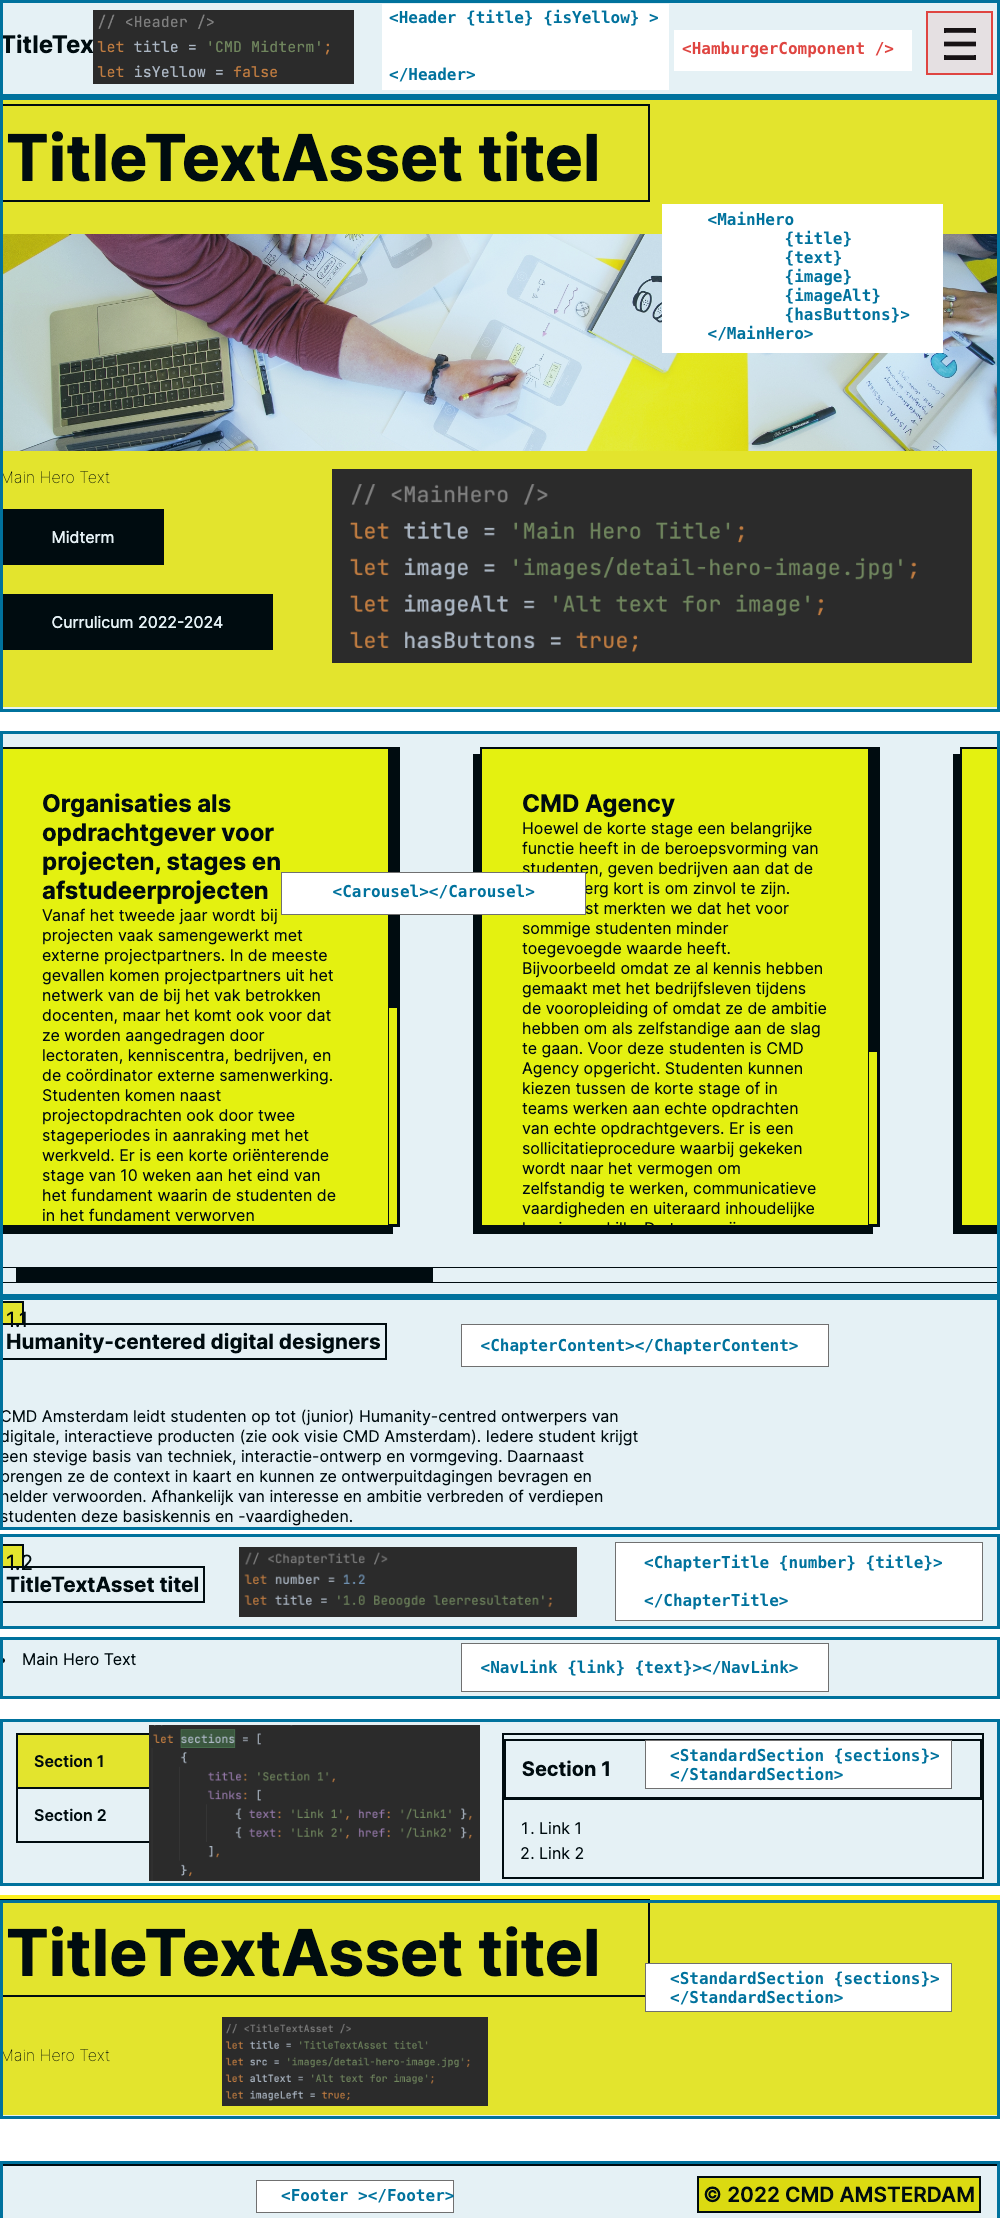 TitleTex
// <Header />
let title = 'CMD Midterm';
let isYellow = false
<Header {title} {isYellow} >
</Header>
<HamburgerComponent />
TitleTextAsset titel
<MainHero
{title}
{text}
{image}
{imageAlt}
{hasButtons}>
</MainHero>
Main Hero Text
Midterm
Currulicum 2022-2024
// <MainHero />
let title = 'Main Hero Title';
let image = 'images/detail-hero-image.jpg';
let imageAlt = 'Alt text for image';
let hasButtons = true;
Organisaties als
opdrachtgever voor
projecten, stages en
afstudeerprojecten
Vanaf het tweede jaar wordt bij
projecten vaak samengewerkt met
externe projectpartners. In de meeste
gevallen komen projectpartners uit het
netwerk van de bij het vak betrokken
docenten, maar het komt ook voor dat
ze worden aangedragen door
lectoraten, kenniscentra, bedrijven, en
de coördinator externe samenwerking.
Studenten komen naast
projectopdrachten ook door twee
stageperiodes in aanraking met het
werkveld. Er is een korte oriënterende
stage van 10 weken aan het eind van
het fundament waarin de studenten de
in het fundament verworven
<Carousel></Carousel>
CMD Agency
Hoewel de korte stage een belangrijke
functie heeft in de beroepsvorming van
studenten, geven bedrijven aan dat de
erg kort is om zinvol te zijn.
st merkten we dat het voor
sommige studenten minder
toegevoegde waarde heeft.
Bijvoorbeeld omdat ze al kennis hebben
gemaakt met het bedrijfsleven tijdens
de vooropleiding of omdat ze de ambitie
hebben om als zelfstandige aan de slag
te gaan. Voor deze studenten is CMD
Agency opgericht. Studenten kunnen
kiezen tussen de korte stage of in
teams werken aan echte opdrachten
van echte opdrachtgevers. Er is een
sollicitatieprocedure waarbij gekeken
wordt naar het vermogen om
zelfstandig te werken, communicatieve
vaardigheden en uiteraard inhoudelijke
1.1
Humanity-centered digital designers
<ChapterContent></ChapterContent>
CMD Amsterdam leidt studenten op tot (junior) Humanity-centred ontwerpers van
digitale, interactieve producten (zie ook visie CMD Amsterdam). Iedere student krijgt
een stevige basis van techniek, interactie-ontwerp en vormgeving. Daarnaast
brengen ze de context in kaart en kunnen ze ontwerpuitdagingen bevragen en
helder verwoorden. Afhankelijk van interesse en ambitie verbreden of verdiepen
studenten deze basiskennis en -vaardigheden.
1.2
TitleTextAsset titel
// <ChapterTitle />
let number = 1.2
let title = '1.0 Beoogde leerresultaten';
<ChapterTitle {number} {title}>
</ChapterTitle>
• Main Hero Text
<NavLink {link} {text}></NavLink>
Section 1
Section 2
let sections = [
{
title: 'Section 1',
links: [
{ text: 'Link 1', href: '/link1' },
{ text: 'Link 2', href: '/link2' },
],
},
Section 1
<StandardSection {sections}>
</StandardSection>
1. Link 1
2. Link 2
TitleTextAsset titel
<StandardSection {sections}>
</StandardSection>
Main Hero Text
// <TitleTextAsset />
let title = 'TitleTextAsset titel'
let src = 'images/detail-hero-image.jpg';
let altText = 'Alt text for image';
let imageLeft = true;
<Footer ></Footer>
© 2022 CMD AMSTERDAM